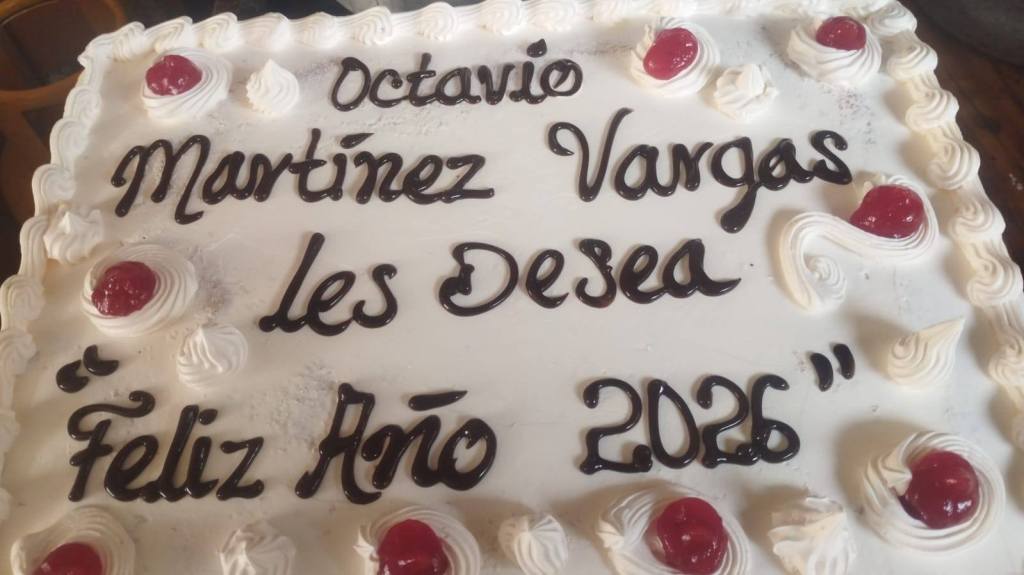 Octavio
Martínez Vargas
Les Desea
"Feliz Año 2026"